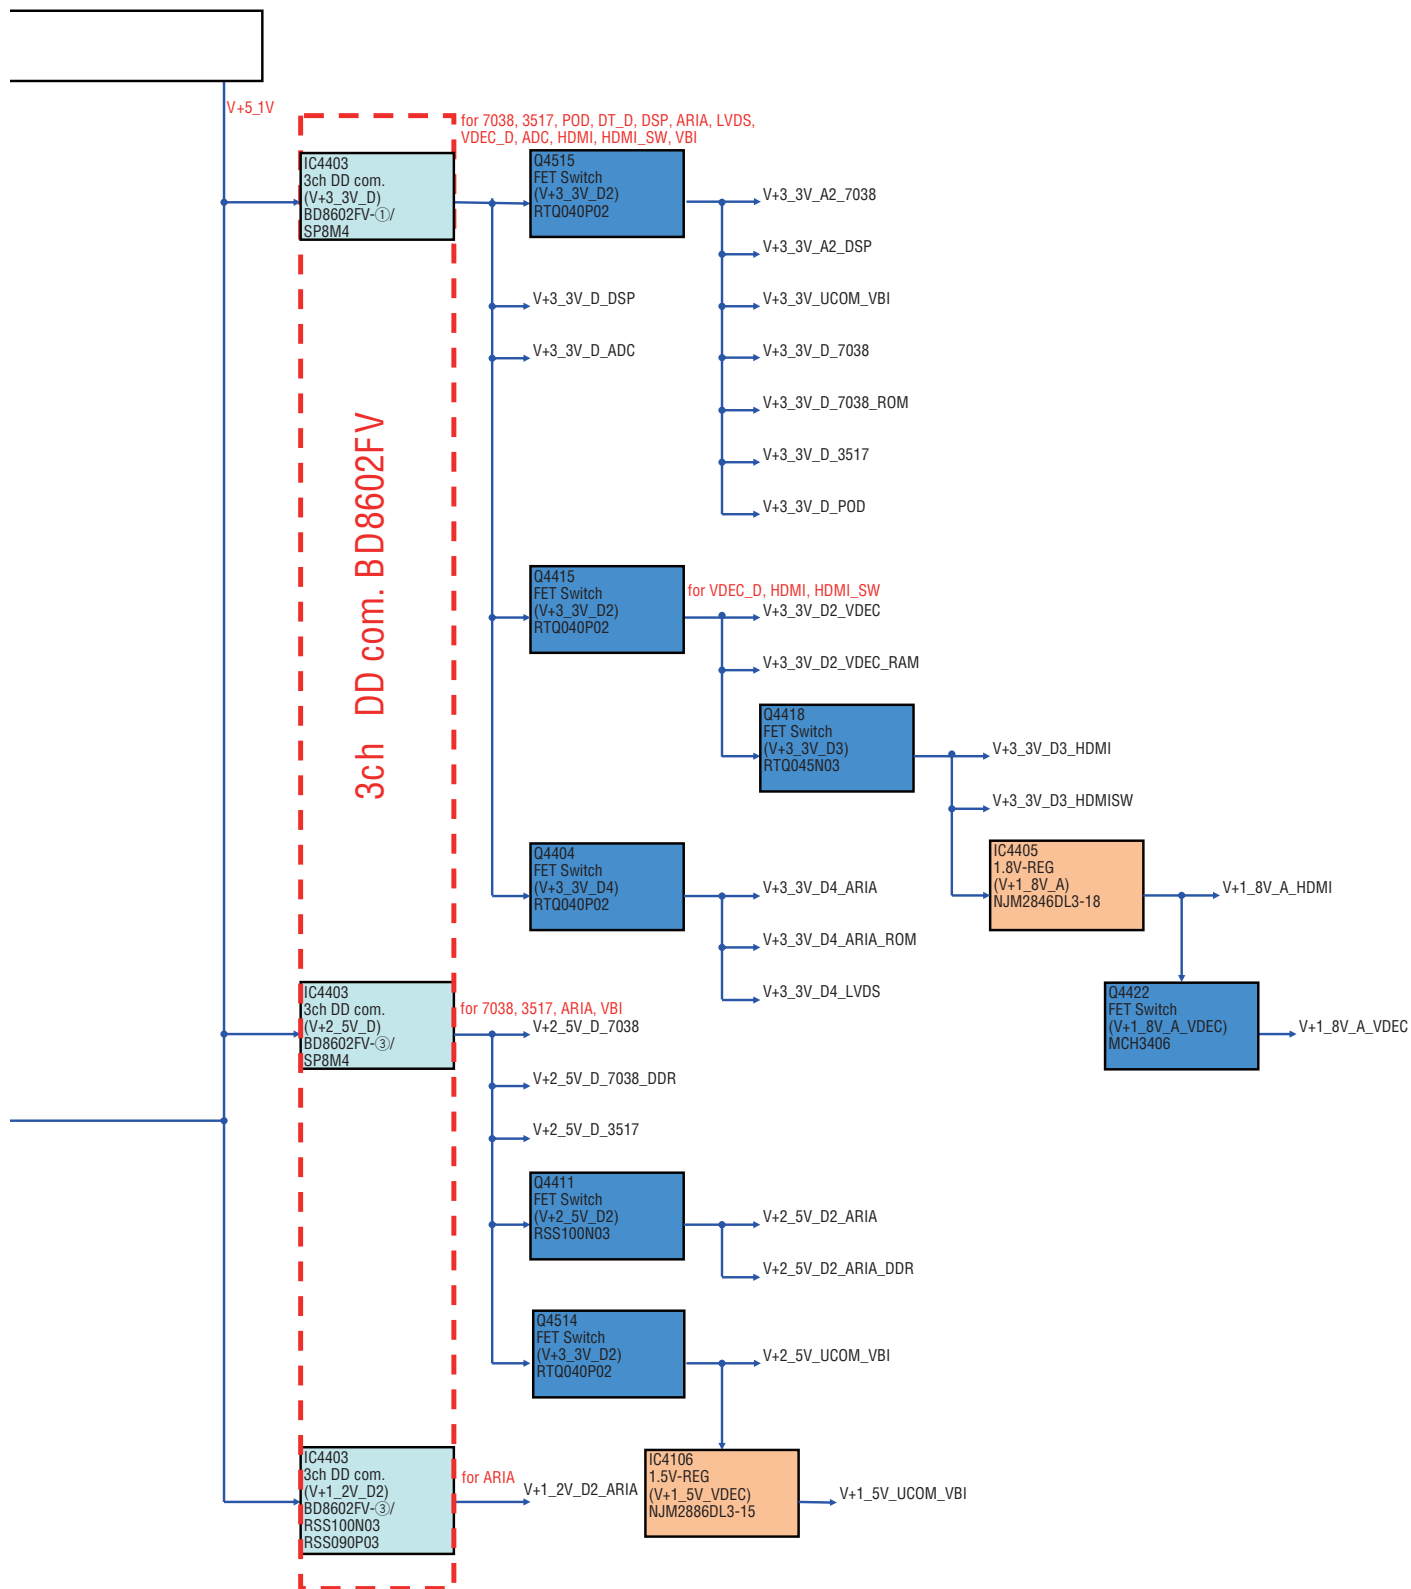 V+5_1V
for 7038, 3517, POD, DT_D, DSP, ARIA, LVDS,
VDEC_D, ADC, HDMI, HDMI_SW, VBI
IC4403
3ch DD com.
(V+3_3V_D)
BD8602FV-①/
SP8M4
Q4515
FET Switch
(V+3_3V_D2)
RTQ040P02
V+3_3V_A2_7038
V+3_3V_A2_DSP
V+3_3V_UCOM_VBI
V+3_3V_D_7038
V+3_3V_D_7038_ROM
V+3_3V_D_3517
V+3_3V_D_POD
V+3_3V_D_DSP
V+3_3V_D_ADC
3ch DD com. BD8602FV
Q4415
FET Switch
(V+3_3V_D2)
RTQ040P02
for VDEC_D, HDMI, HDMI_SW
V+3_3V_D2_VDEC
V+3_3V_D2_VDEC_RAM
Q4418
FET Switch
(V+3_3V_D3)
RTQ045N03
V+3_3V_D3_HDMI
V+3_3V_D3_HDMISW
IC4405
1.8V-REG
(V+1_8V_A)
NJM2846DL3-18
V+1_8V_A_HDMI
Q4422
FET Switch
(V+1_8V_A_VDEC)
MCH3406
V+1_8V_A_VDEC
Q4404
FET Switch
(V+3_3V_D4)
RTQ040P02
V+3_3V_D4_ARIA
V+3_3V_D4_ARIA_ROM
V+3_3V_D4_LVDS
IC4403
3ch DD com.
(V+2_5V_D)
BD8602FV-③/
SP8M4
for 7038, 3517, ARIA, VBI
V+2_5V_D_7038
V+2_5V_D_7038_DDR
V+2_5V_D_3517
Q4411
FET Switch
(V+2_5V_D2)
RSS100N03
V+2_5V_D2_ARIA
V+2_5V_D2_ARIA_DDR
Q4514
FET Switch
(V+3_3V_D2)
RTQ040P02
V+2_5V_UCOM_VBI
IC4403
3ch DD com.
(V+1_2V_D2)
BD8602FV-③/
RSS100N03
RSS090P03
for ARIA
V+1_2V_D2_ARIA
IC4106
1.5V-REG
(V+1_5V_VDEC)
NJM2886DL3-15
V+1_5V_UCOM_VBI